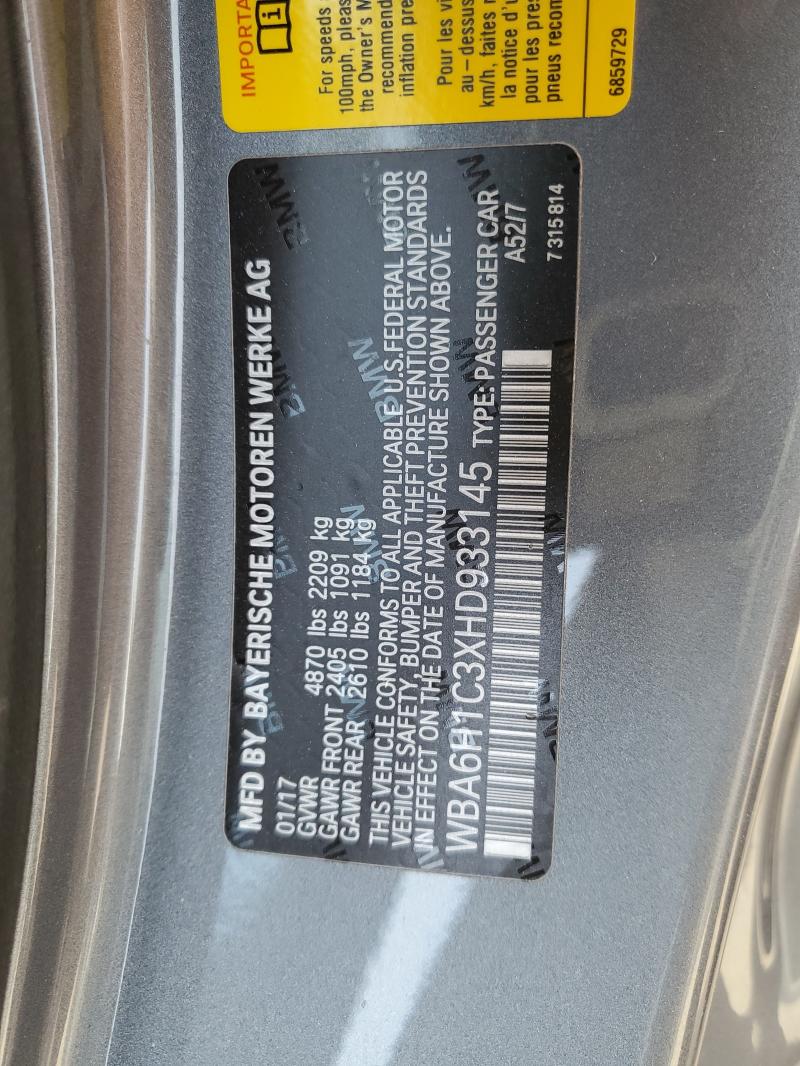 IMPORTA
For speeds
100mph, pleas
the Owner's M
recommend
inflation pre
Pour les vi
au-dessus
km/h, faites
la notice d'u
pour les pres
pneus recom
6859729
MFD BY BAYERISCHE MOTOREN WERKE AG
01/17
GVWR 4870 lbs 2209 kg
GAWR FRONT 2405 lbs 1091 kg
GAWR REAR 2610 lbs 1184 kg
THIS VEHICLE CONFORMS TO ALL APPLICABLE U.S.FEDERAL MOTOR
VEHICLE SAFETY, BUMPER AND THEFT PREVENTION STANDARDS
IN EFFECT ON THE DATE OF MANUFACTURE SHOWN ABOVE.
WBA6H1C3XHD933145 TYPE: PASSENGER CAR
A52/7
7 315 814